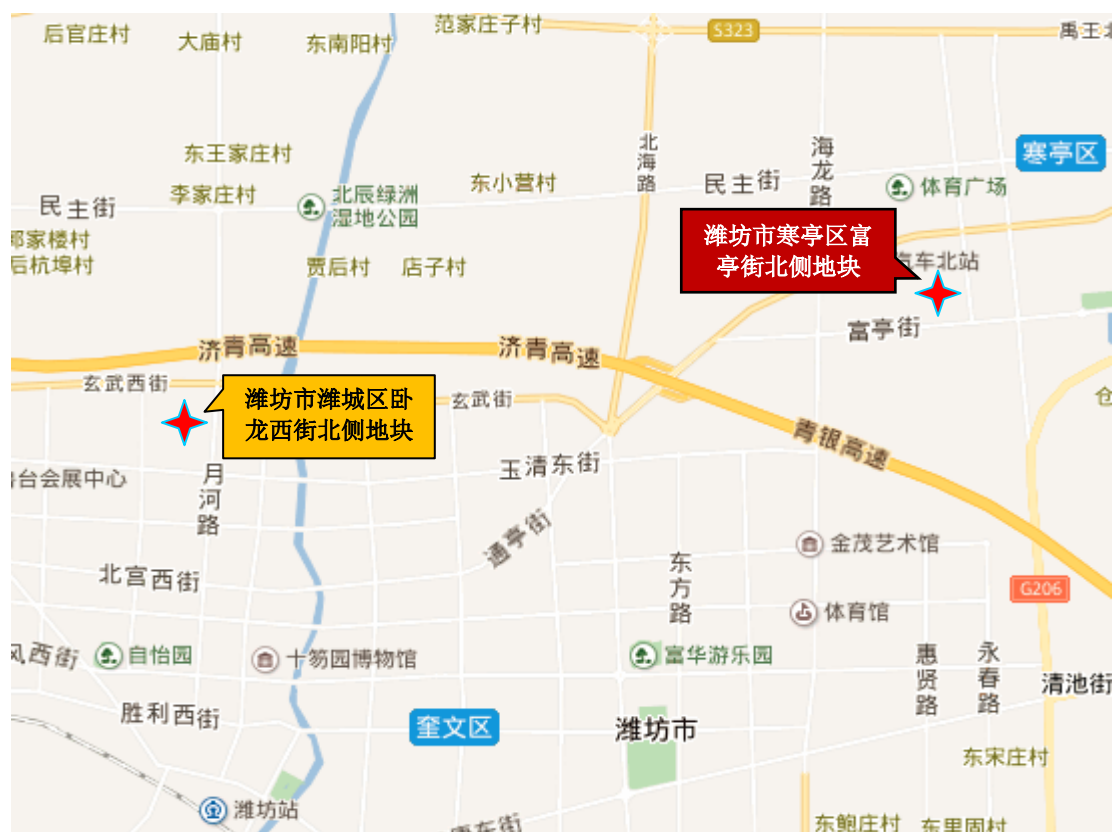 后官庄村
大庙村
东南阳村
范家庄子村
S323
禹王北
北海路
海龙路
寒亭区
东王家庄村
李家庄村
北辰绿洲
湿地公园
东小营村
民主街
体育广场
民主街
郑家楼村
后杭埠村
贾后村
店子村
潍坊市寒亭区富
亭街北侧地块
汽车北站
富亭街
济青高速
济青高速
玄武西街
潍坊市潍城区卧
龙西街北侧地块
玄武街
仓
青银高速
玉清东街
台会展中心
月河路
通亭街
金茂艺术馆
东方路
北宫西街
G206
体育馆
风西街
自怡园
十笏园博物馆
富华游乐园
惠贤路
永春路
清池街
胜利西街
奎文区
潍坊市
东宋庄村
潍坊站
东街
东鲍庄村
东里固村